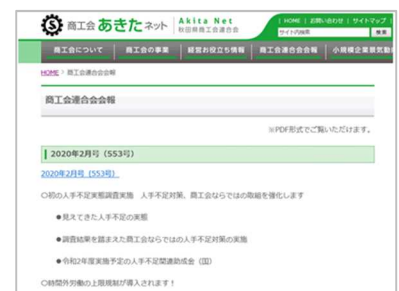 商工会 あきた ネット Akita Net
秋田県商工会連合会
| HOME | お問い合わせ | サイトマップ
サイト内検索 検索
商工会について 商工会の事業 経営お役立ち情報 商工会連合会会報 小規模企業景気動
HOME > 商工会連合会会報
商工会連合会会報
※PDF形式でご覧いただけます。
2020年2月号（553号）
2020年2月号（553号）
○初の人手不足実態調査実施　人手不足対策、商工会ならではの取組を強化します
●見えてきた人手不足の実態
●調査結果を踏まえた商工会ならではの人手不足対策の実施
●令和2年度実施予定の人手不足関連助成金（国）
○時間外労働の上限規制が導入されます！